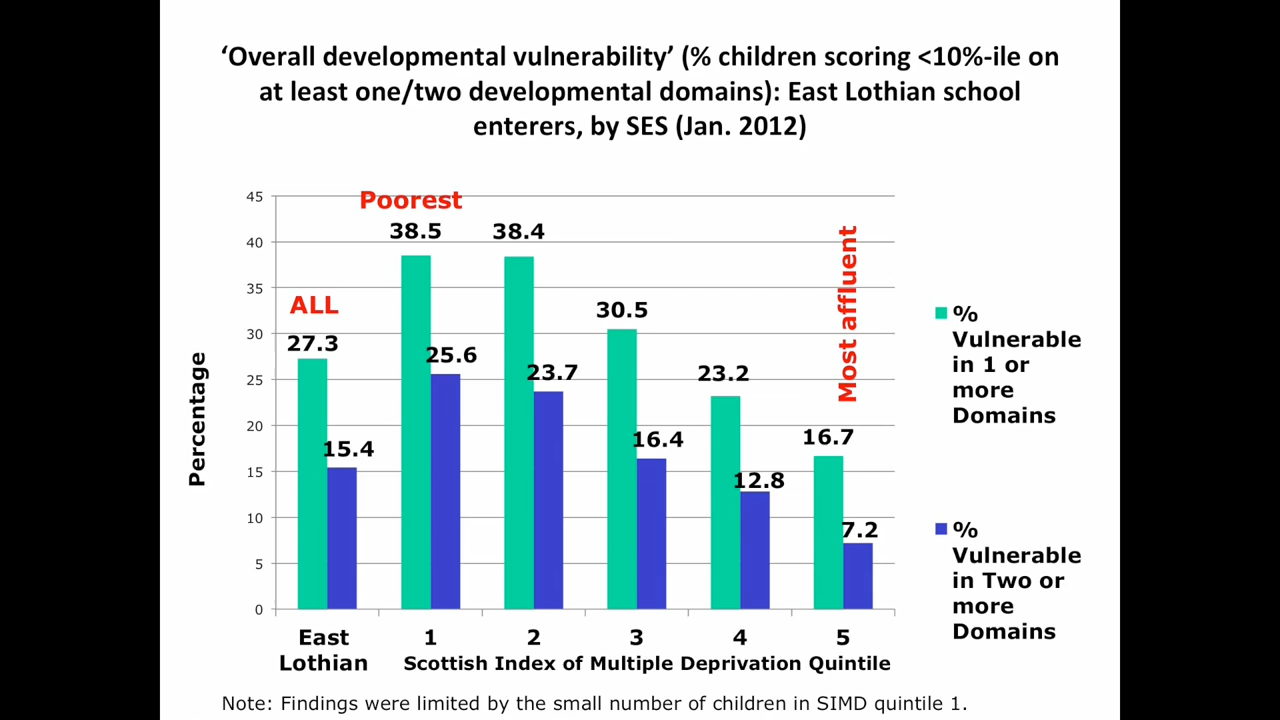 ‘Overall developmental vulnerability’ (% children scoring <10%-ile on
at least one/two developmental domains): East Lothian school
enterers, by SES (Jan. 2012)
45
40
35
30
25
20
15
10
5
0
Percentage
ALL
Poorest
Most affluent
27.3
15.4
38.5
25.6
38.4
23.7
30.5
16.4
23.2
12.8
16.7
7.2
East
Lothian
1
2
3
4
5
Scottish Index of Multiple Deprivation Quintile
%
Vulnerable
in 1 or
more
Domains
%
Vulnerable
in Two or
more
Domains
Note: Findings were limited by the small number of children in SIMD quintile 1.